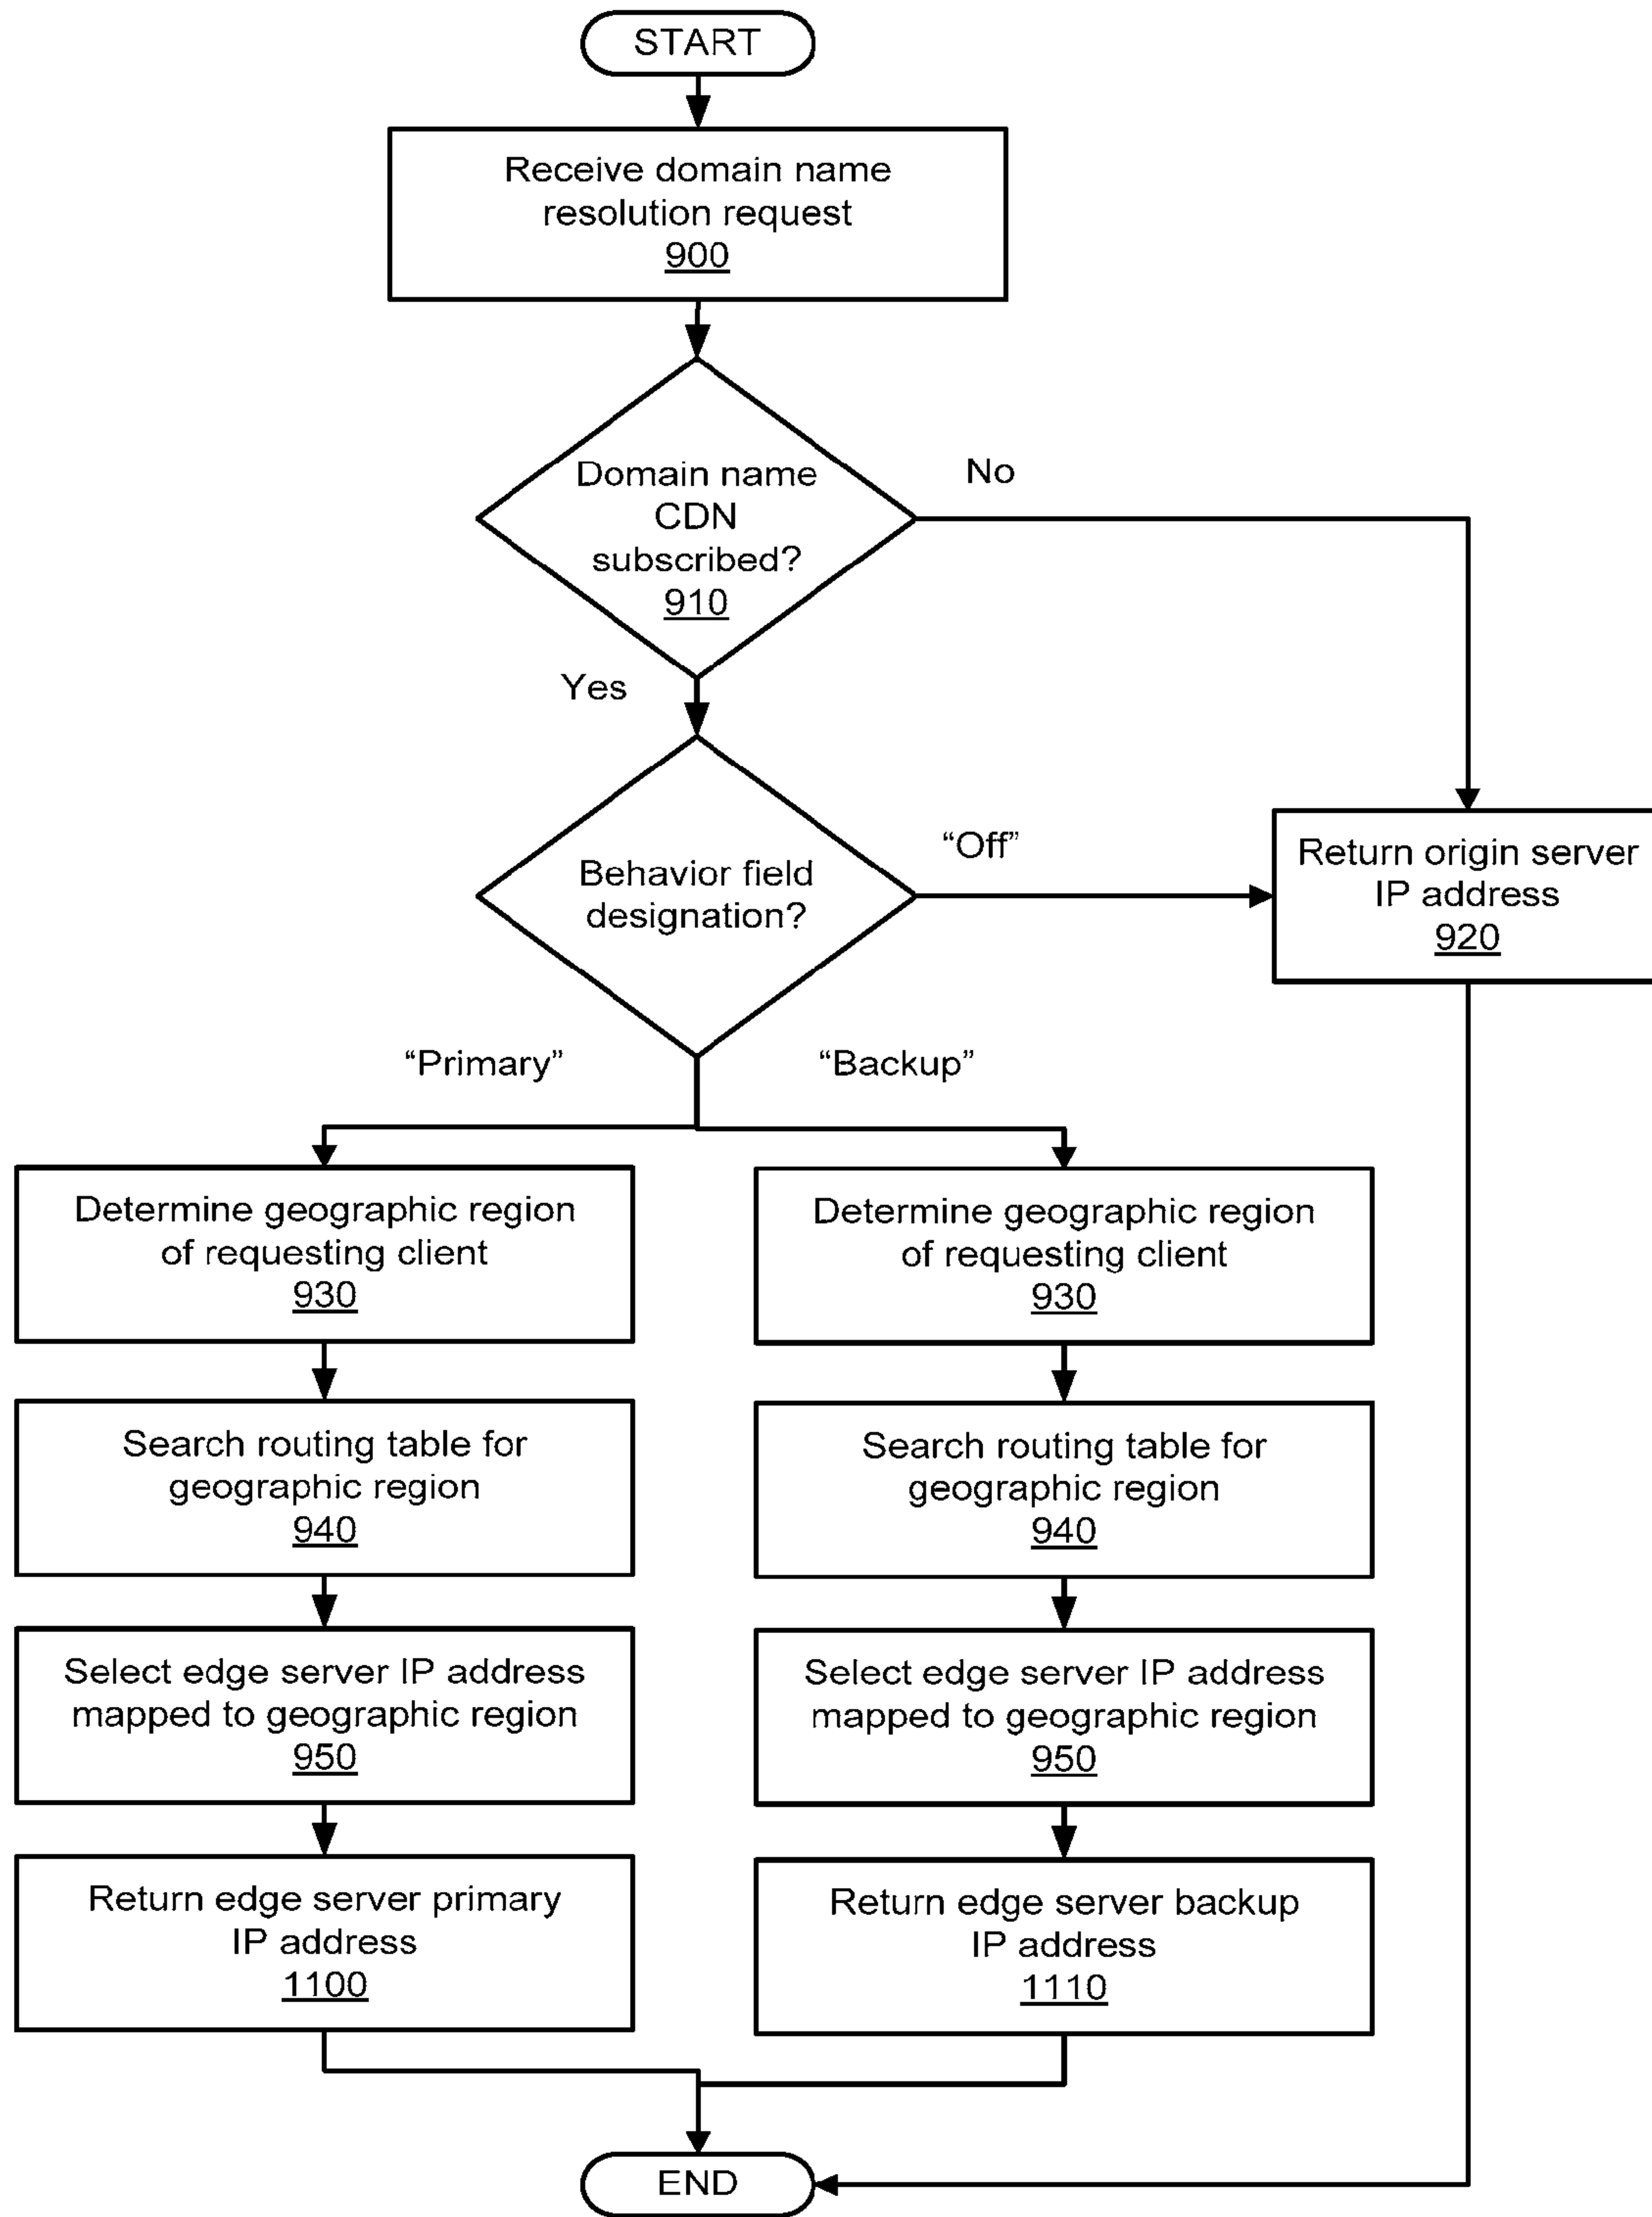 START
Receive domain name
resolution request
900
Domain name
CDN
subscribed?
910
No
Yes
Behavior field
designation?
“Off”
Return origin server
IP address
920
“Primary”
“Backup”
Determine geographic region
of requesting client
930
Search routing table for
geographic region
940
Select edge server IP address
mapped to geographic region
950
Return edge server primary
IP address
1100
Determine geographic region
of requesting client
930
Search routing table for
geographic region
940
Select edge server IP address
mapped to geographic region
950
Return edge server backup
IP address
1110
END